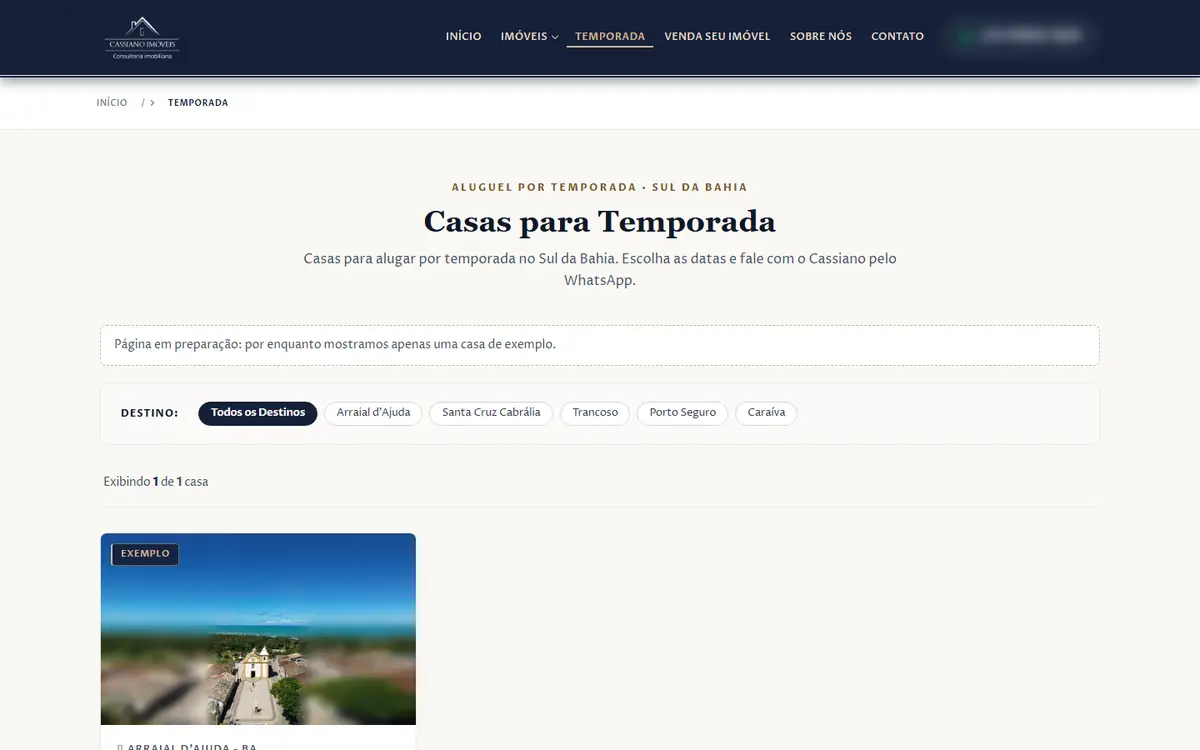 CASSIANO IMÓVEIS
Consultoria imobiliária
INÍCIO IMÓVEIS TEMPORADA VENDA SEU IMÓVEL SOBRE NÓS CONTATO
INÍCIO / > TEMPORADA
ALUGUEL POR TEMPORADA • SUL DA BAHIA
Casas para Temporada
Casas para alugar por temporada no Sul da Bahia. Escolha as datas e fale com o Cassiano pelo
WhatsApp.
Página em preparação: por enquanto mostramos apenas uma casa de exemplo.
DESTINO: Todos os Destinos Arraial d'Ajuda Santa Cruz Cabrália Trancoso Porto Seguro Caraíva
Exibindo 1 de 1 casa
EXEMPLO
ARRAIAL D'AJUDA - BA